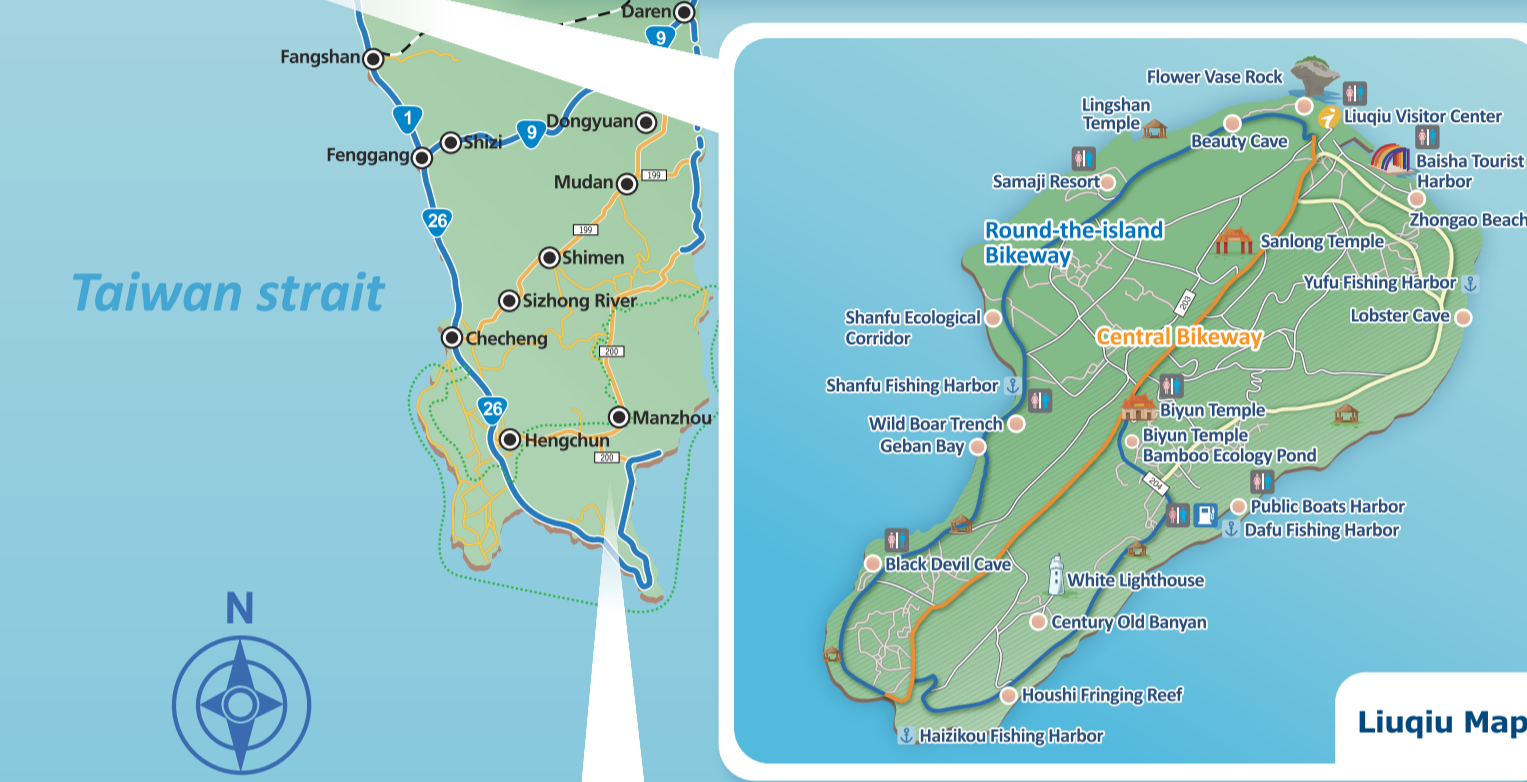 Daren
9
Fangshan
1
Dongyuan
9
Shizi
Fenggang
Mudan
199
26
199
Shimen
Taiwan strait
Sizhong River
Checheng
200
26
Manzhou
Hengchun
200
N
Flower Vase Rock
Lingshan
Temple
Liuqiu Visitor Center
Beauty Cave
Baisha Tourist
Harbor
Samaji Resort
Zhongao Beach
Round-the-island
Bikeway
Sanlong Temple
Yufu Fishing Harbor
203
Shanfu Ecological
Corridor
Lobster Cave
Central Bikeway
Shanfu Fishing Harbor
Biyun Temple
Wild Boar Trench
Biyun Temple
Bamboo Ecology Pond
Geban Bay
204
Public Boats Harbor
Dafu Fishing Harbor
Black Devil Cave
White Lighthouse
Century Old Banyan
Houshi Fringing Reef
Haizikou Fishing Harbor
Liuqiu Map